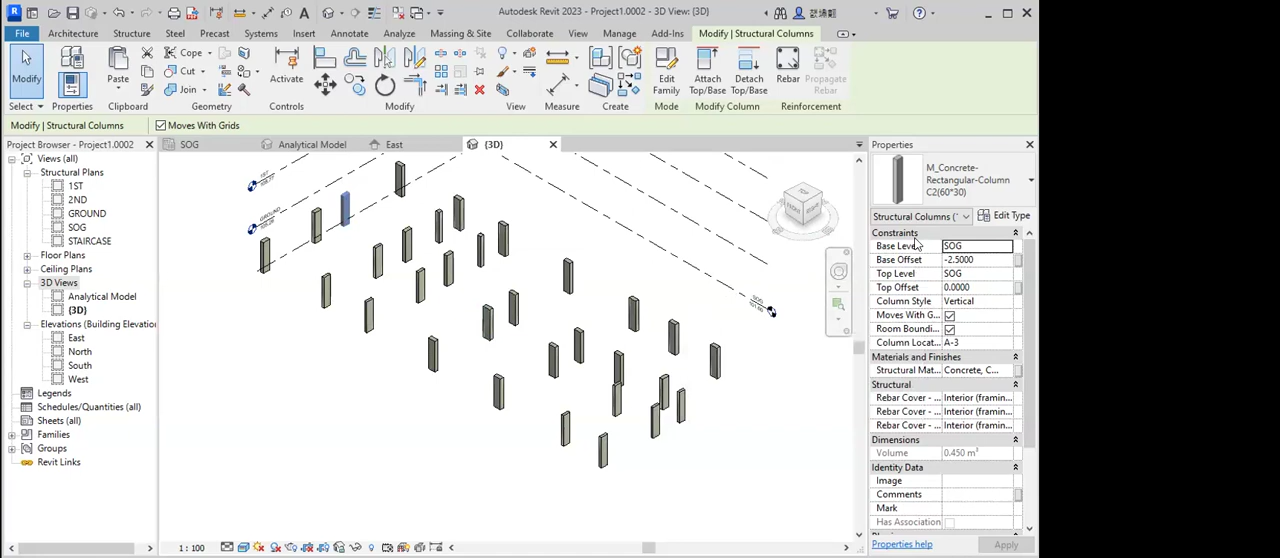 R
Autodesk Revit 2023 - Project1.0002 - 3D View: {3D}
File Architecture Structure Steel Precast Systems Insert Annotate Analyze Massing & Site Collaborate View Manage Add-Ins Modify | Structural Columns
Modify
Paste
Cope
Cut
Join
Activate
Edit
Family
Attach
Top/Base
Detach
Top/Base
Rebar
Propagate
Rebar
Select Properties Clipboard Geometry Controls Modify View Measure Create Mode Modify Column Reinforcement
Modify | Structural Columns Moves With Grids
Project Browser - Project1.0002
Views (all)
Structural Plans
1ST
2ND
GROUND
SOG
STAIRCASE
Floor Plans
Ceiling Plans
3D Views
Analytical Model
{3D}
Elevations (Building Elevation
East
North
South
West
Legends
Schedules/Quantities (all)
Sheets (all)
Families
Groups
Revit Links
SOG Analytical Model East {3D}
1ST
GROUND
SOG
TOP
1 : 100
Properties
M_Concrete-
Rectangular-Column
C2(60*30)
Structural Columns ( Edit Type
Constraints
Base Level SOG
Base Offset -2.5000
Top Level SOG
Top Offset 0.0000
Column Style Vertical
Moves With G...
Room Boundi...
Column Locat... A-3
Materials and Finishes
Structural Mat... Concrete, C...
Structural
Rebar Cover - ... Interior (framin...
Rebar Cover - ... Interior (framin...
Rebar Cover - ... Interior (framin...
Dimensions
Volume 0.450 m³
Identity Data
Image
Comments
Mark
Has Association
Properties help Apply